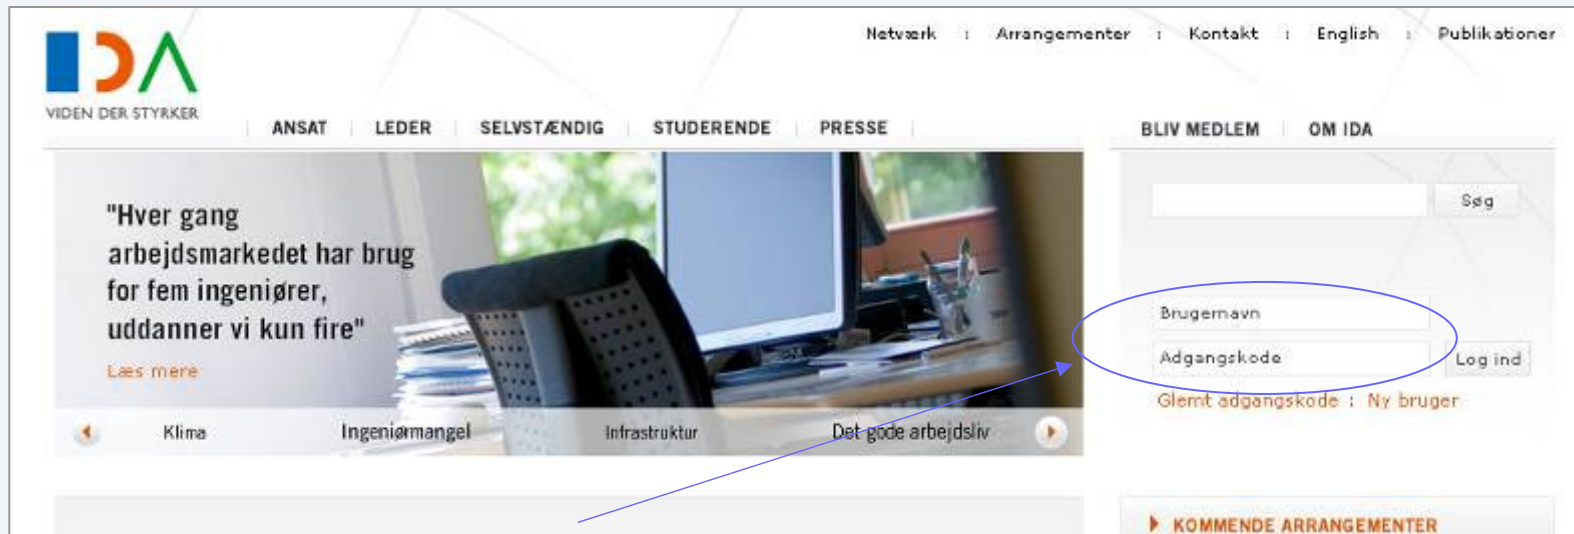 IDA
VIDEN DER STYRKER
Netværk : Arrangementer : Kontakt : English : Publikationer
ANSAT LEDER SELVSTÆNDIG STUDERENDE PRESSE
BLIV MEDLEM OM IDA
"Hver gang
arbejdsmarkedet har brug
for fem ingeniører,
uddanner vi kun fire"
Læs mere
Klima Ingeniørmangel Infrastruktur Det gode arbejdsliv
Søg
Brugernavn
Adgangskode Log ind
Glemt adgangskode : Ny bruger
KOMMENDE ARRANGEMENTER